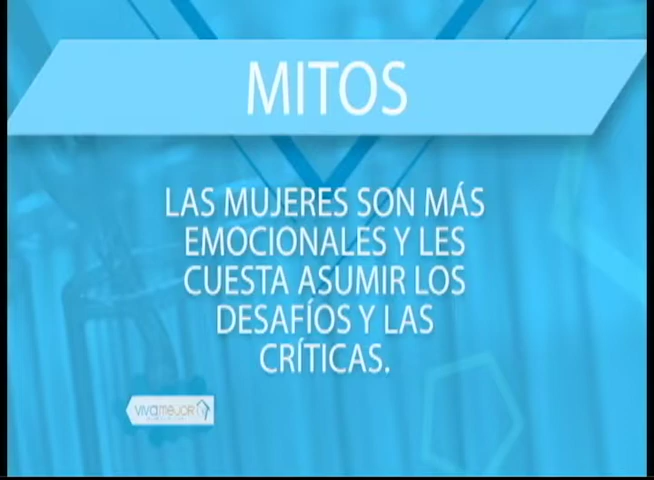 MITOS
LAS MUJERES SON MÁS
EMOCIONALES Y LES
CUESTA ASUMIR LOS
DESAFÍOS Y LAS
CRÍTICAS.
vivamejor